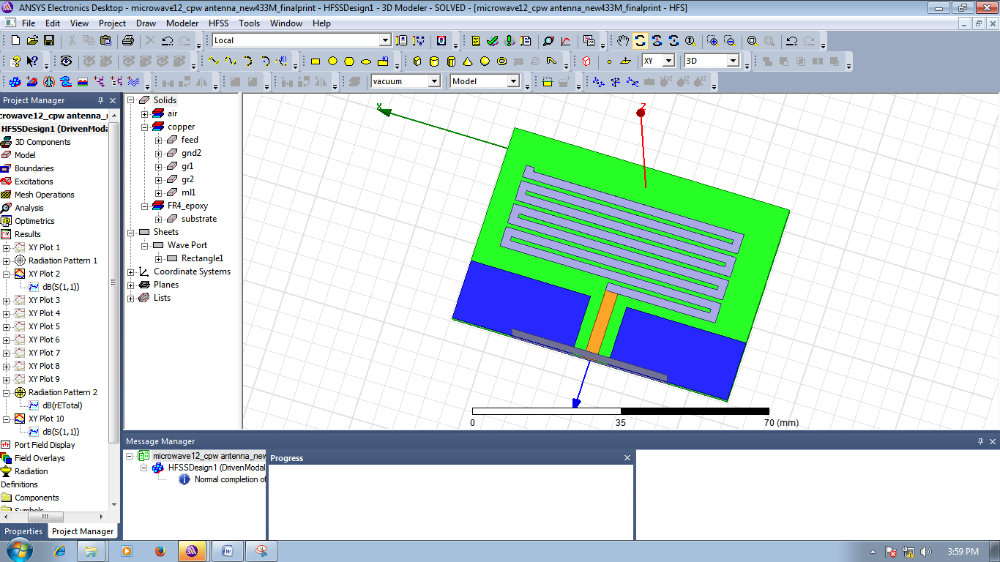 ANSYS Electronics Desktop - microwave12_cpw antenna_new433M_finalprint - HFSSDesign1 - 3D Modeler - SOLVED - [microwave12_cpw antenna_new433M_finalprint - HFS]
File Edit View Project Draw Modeler HFSS Tools Window Help
Local
XY 3D
vacuum Model
Project Manager
crowave12_cpw antenna_
HFSSDesign1 (DrivenModa
3D Components
Model
Boundaries
Excitations
Mesh Operations
Analysis
Optimetrics
Results
XY Plot 1
Radiation Pattern 1
XY Plot 2
dB(S(1,1))
XY Plot 3
XY Plot 4
XY Plot 5
XY Plot 6
XY Plot 7
XY Plot 8
XY Plot 9
Radiation Pattern 2
dB(rETotal)
XY Plot 10
dB(S(1,1))
Port Field Display
Field Overlays
Radiation
Definitions
Components
Symbols
Properties Project Manager
Solids
air
copper
feed
gnd2
gr1
gr2
ml1
FR4_epoxy
substrate
Sheets
Wave Port
Rectangle1
Coordinate Systems
Planes
Lists
Z
0 35 70 (mm)
Message Manager
microwave12_cpw antenna_new
HFSSDesign1 (DrivenModal
Normal completion of
Progress
3:59 PM